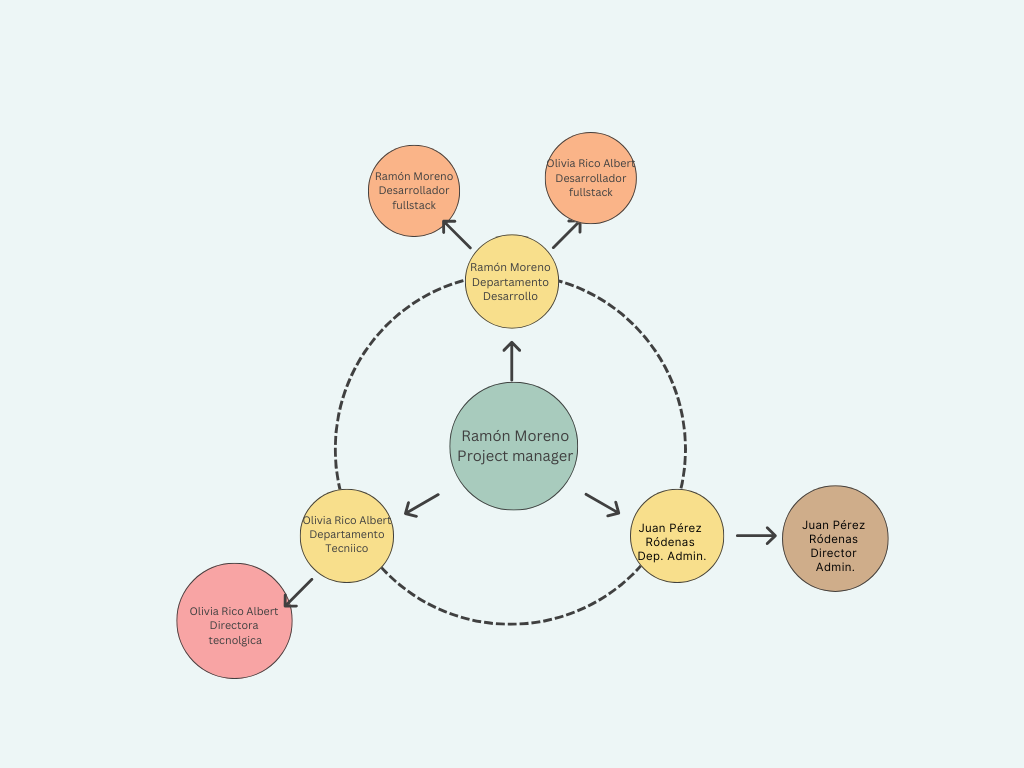 Ramón Moreno
Desarrollador
fullstack
Olivia Rico Albert
Desarrollador
fullstack
Ramón Moreno
Departamento
Desarrollo
Ramón Moreno
Project manager
Olivia Rico Albert
Departamento
Tecniico
Juan Pérez
Ródenas
Dep. Admin.
Juan Pérez
Ródenas
Director
Admin.
Olivia Rico Albert
Directora
tecnolgica